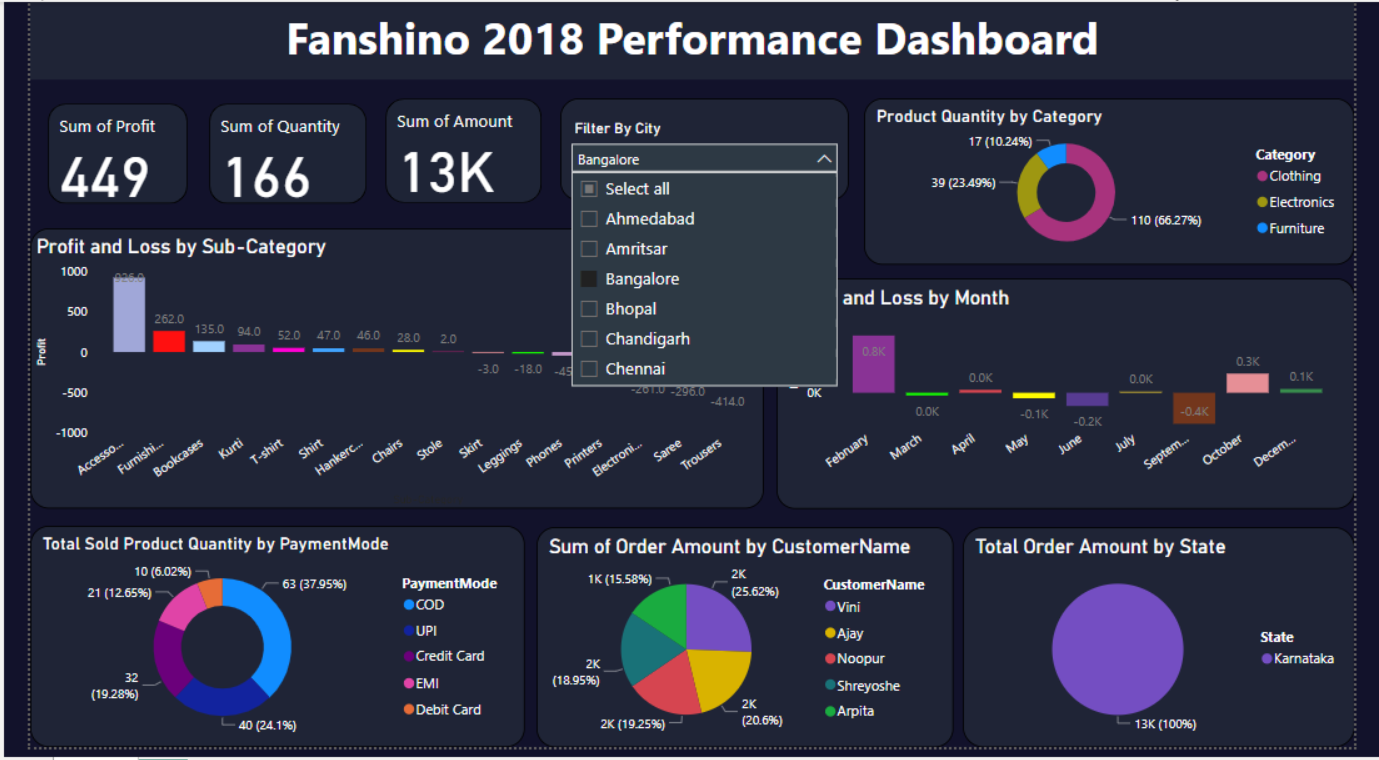 Fanshino 2018 Performance Dashboard
Sum of Profit
449
Sum of Quantity
166
Sum of Amount
13K
Filter By City
Bangalore
Select all
Ahmedabad
Amritsar
Bangalore
Bhopal
Chandigarh
Chennai
Product Quantity by Category
17 (10.24%)
39 (23.49%)
110 (66.27%)
Category
Clothing
Electronics
Furniture
Profit and Loss by Sub-Category
Profit
1000
500
0
-500
-1000
926.0
262.0
135.0
94.0
52.0
47.0
46.0
28.0
2.0
-3.0
-18.0
-45
-261.0
-296.0
-414.0
Accesso...
Furnishi...
Bookcases
Kurti
T-shirt
Shirt
Hankerc...
Chairs
Stole
Skirt
Leggings
Phones
Printers
Electroni...
Saree
Trousers
and Loss by Month
0K
0.8K
0.0K
0.0K
-0.1K
-0.2K
0.0K
-0.4K
0.3K
0.1K
February
March
April
May
June
July
Septem...
October
Decem...
Total Sold Product Quantity by PaymentMode
10 (6.02%)
63 (37.95%)
21 (12.65%)
32
(19.28%)
40 (24.1%)
PaymentMode
COD
UPI
Credit Card
EMI
Debit Card
Sum of Order Amount by CustomerName
1K (15.58%)
2K
(25.62%)
2K
(18.95%)
2K (19.25%)
2K
(20.6%)
CustomerName
Vini
Ajay
Noopur
Shreyoshe
Arpita
Total Order Amount by State
13K (100%)
State
Karnataka